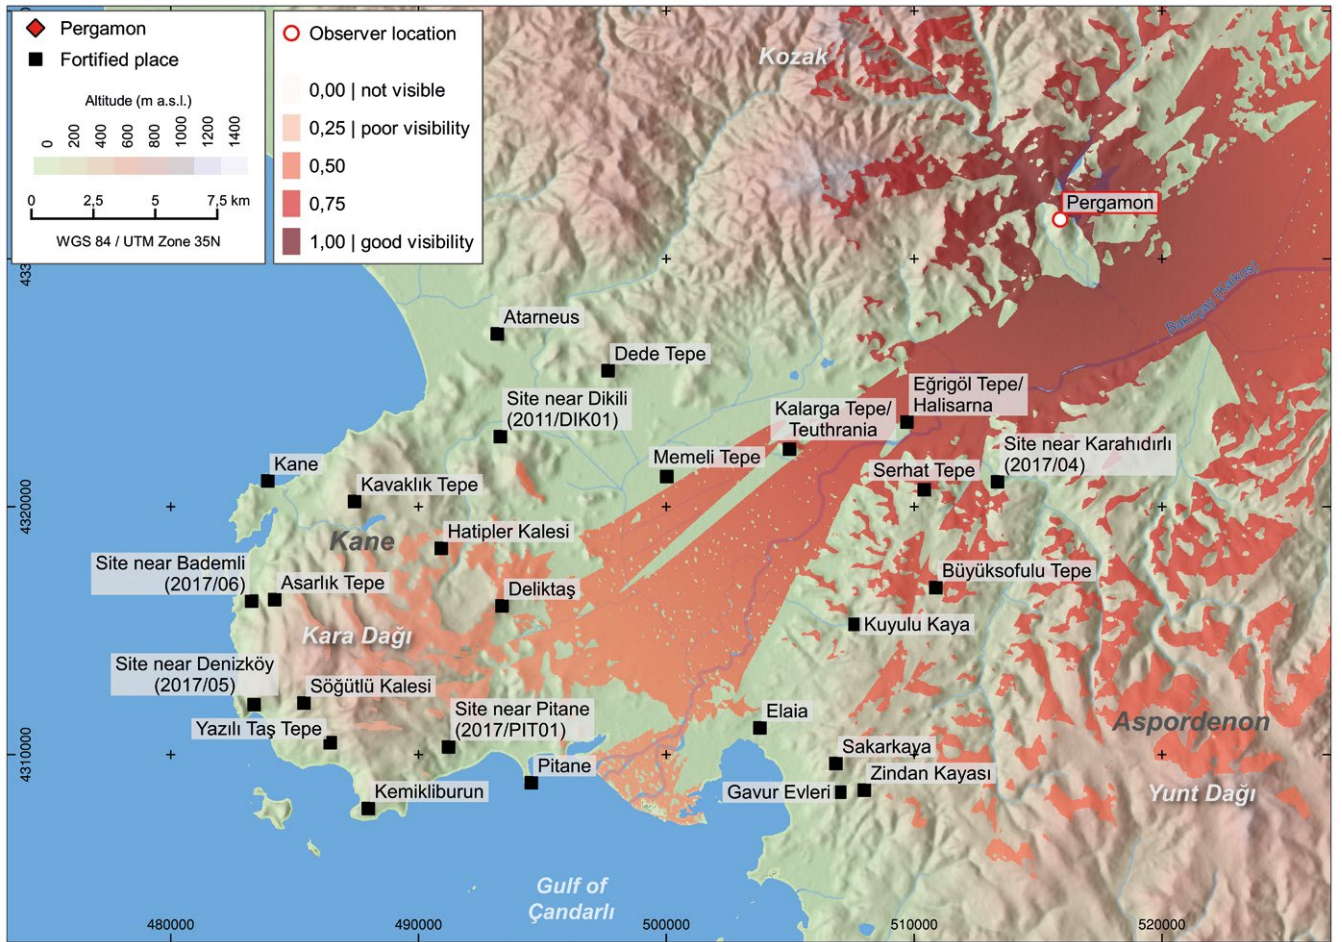 Pergamon
Fortified place
Altitude (m a.s.l.)
0 200 400 600 800 1000 1200 1400
0 2,5 5 7,5 km
WGS 84 / UTM Zone 35N
Observer location
0,00 | not visible
0,25 | poor visibility
0,50
0,75
1,00 | good visibility
Kozak
Pergamon
Bakırçay (Kaikos)
Atarneus
Dede Tepe
Site near Dikili
(2011/DIK01)
Eğrigöl Tepe/
Halisarna
Kalarga Tepe/
Teuthrania
Memeli Tepe
Serhat Tepe
Site near Karahıdırlı
(2017/04)
Kane
Kavaklık Tepe
Kane
Hatipler Kalesi
Site near Bademli
(2017/06)
Asarlık Tepe
Deliktaş
Büyüksofulu Tepe
Kuyulu Kaya
Kara Dağı
Site near Denizköy
(2017/05)
Söğütlü Kalesi
Yazılı Taş Tepe
Site near Pitane
(2017/PIT01)
Elaia
Aspordenon
Sakarkaya
Zindan Kayası
Gavur Evleri
Pitane
Kemikliburun
Yunt Dağı
Gulf of
Çandarlı
433
4320000
4310000
480000 490000 500000 510000 520000